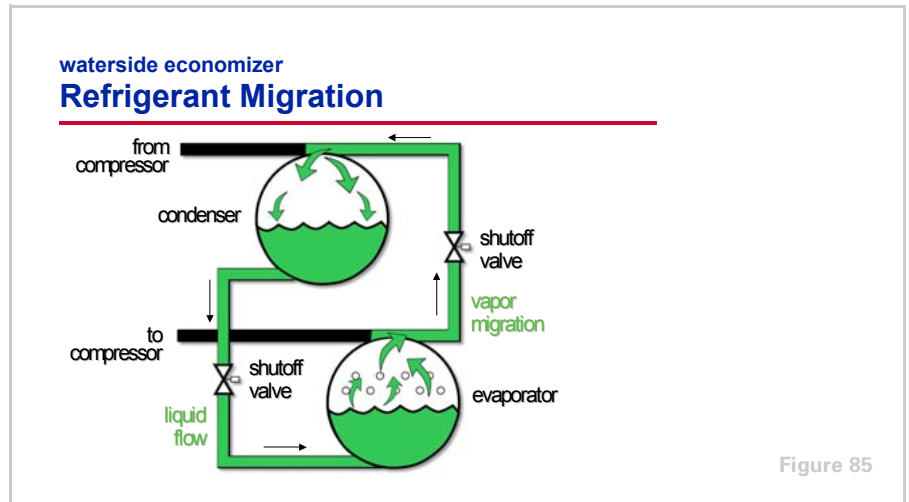 waterside economizer
Refrigerant Migration
from
compressor
condenser
shutoff
valve
vapor
migration
to
compressor
shutoff
valve
evaporator
liquid
flow
Figure 85